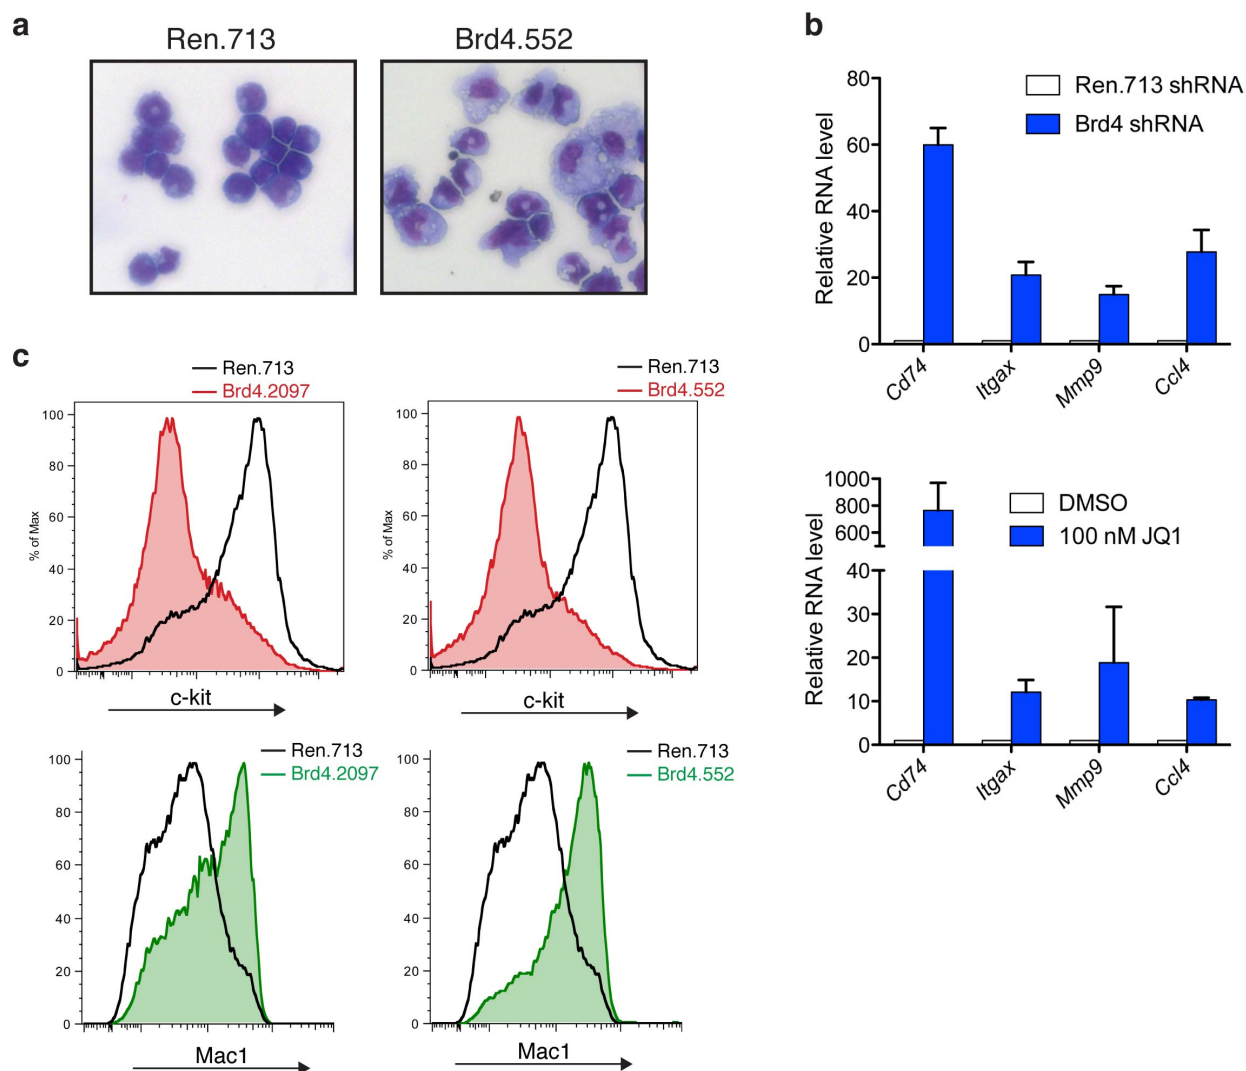 a
Ren.713
Brd4.552
b
80
60
40
20
0
Relative RNA level
Ren.713 shRNA
Brd4 shRNA
Cd74
Itgax
Mmp9
Ccl4
1000
800
600
40
30
20
10
0
Relative RNA level
DMSO
100 nM JQ1
Cd74
Itgax
Mmp9
Ccl4
c
Ren.713
Brd4.2097
100
80
60
40
20
0
% of Max
c-kit
Ren.713
Brd4.552
100
80
60
40
20
0
% of Max
c-kit
Ren.713
Brd4.2097
100
80
60
40
20
0
Mac1
Ren.713
Brd4.552
100
80
60
40
20
0
Mac1